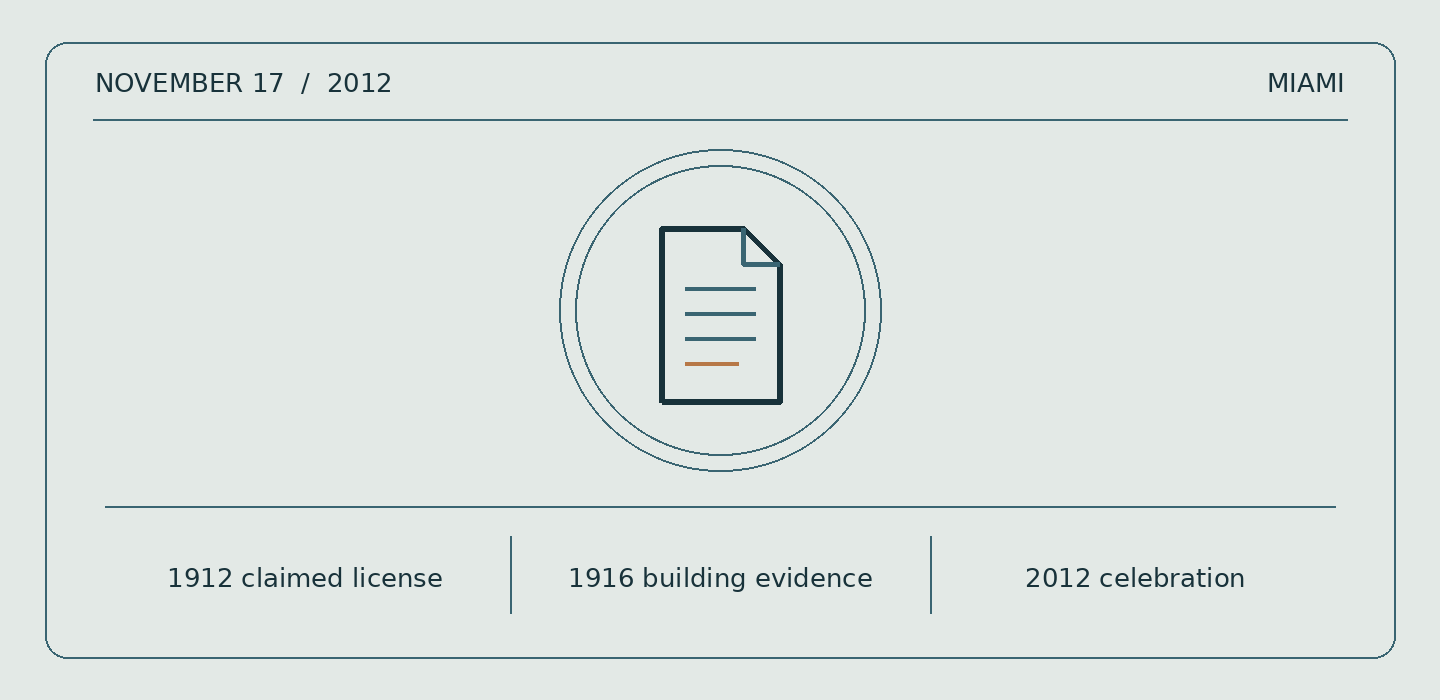 NOVEMBER 17 / 2012
MIAMI
1912 claimed license
1916 building evidence
2012 celebration